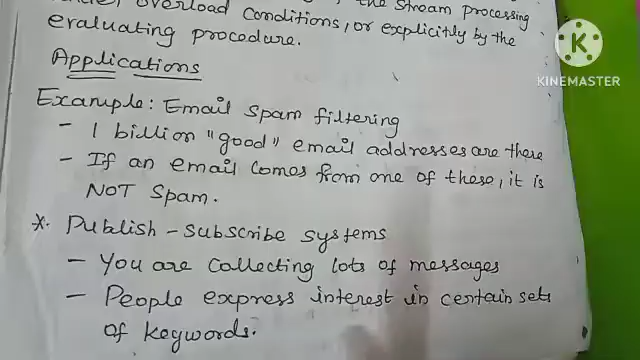 overload conditions, or explicitly by the
the stream processing
evaluating procedure.
Applications
Example: Email spam filtering
- 1 billion "good" email addresses are there
- If an email comes from one of these, it is
NOT spam.
* Publish - subscribe systems
- You are collecting lots of messages
- People express interest in certain sets
of keywords.
KINEMASTER